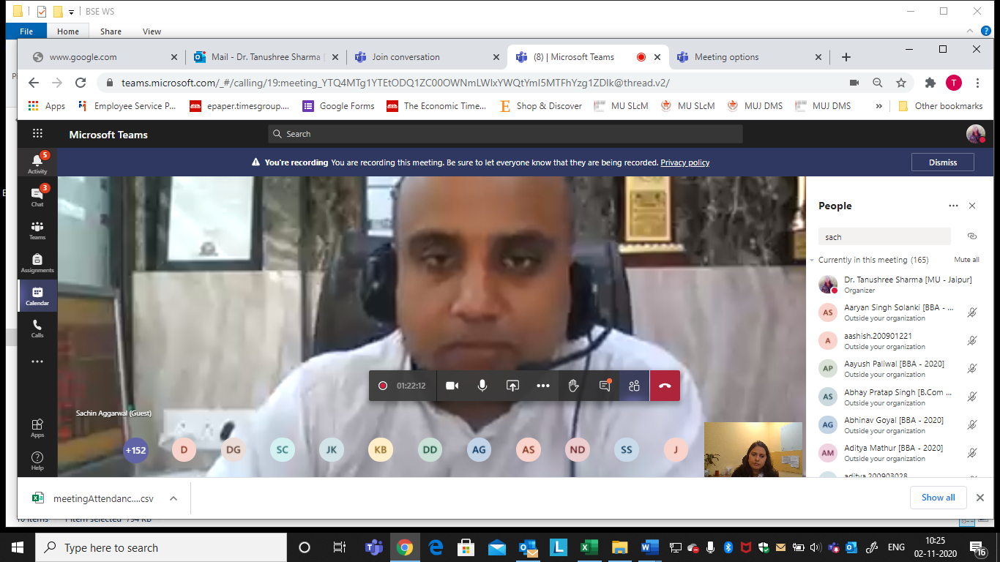 BSE WS
File Home Share View
www.google.com
Mail - Dr. Tanushree Sharma
Join conversation
(8) | Microsoft Teams
Meeting options
teams.microsoft.com/_#/calling/19:meeting_YTQ4MTg1YTEtODQ1ZC00OWNmLWIxYWQtYmI5MTFhYzg1ZDlk@thread.v2/
T
Apps
Employee Service P...
epaper.timesgroup....
Google Forms
The Economic Time...
Shop & Discover
MU SLcM
MU SLcM
MUJ DMS
MUJ DMS
»
Other bookmarks
Microsoft Teams
Search
You're recording You are recording this meeting. Be sure to let everyone know that they are being recorded. Privacy policy
Dismiss
5
Activity
3
Chat
Teams
Assignments
Calendar
Calls
Apps
Help
People
sach
Currently in this meeting (165)
Mute all
Dr. Tanushree Sharma [MU - Jaipur]
Organizer
AS
Aaryan Singh Solanki [BBA - ...
Outside your organization
A
aashish.200901221
Outside your organization
AP
Aayush Paliwal [BBA - 2020]
Outside your organization
AS
Abhay Pratap Singh [B.Com ...
Outside your organization
AG
Abhinav Goyal [BBA - 2020]
Outside your organization
AM
Aditya Mathur [BBA - 2020]
Outside your organization
aditya.200903028
01:22:12
Sachin Aggarwal (Guest)
+152 D DG SC JK KB DD AG AS ND SS J
meetingAttendanc....csv
Show all
10 items 1 item selected 794 KB
Type here to search
ENG
10:25
02-11-2020
16